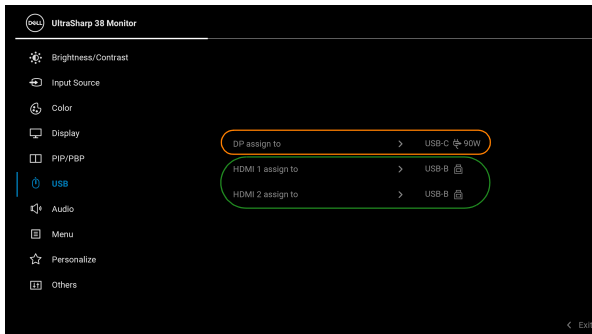 DELL UltraSharp 38 Monitor
Brightness/Contrast
Input Source
Color
Display
DP assign to > USB-C 90W
PIP/PBP
HDMI 1 assign to > USB-B
USB
HDMI 2 assign to > USB-B
Audio
Menu
Personalize
Others
< Exit